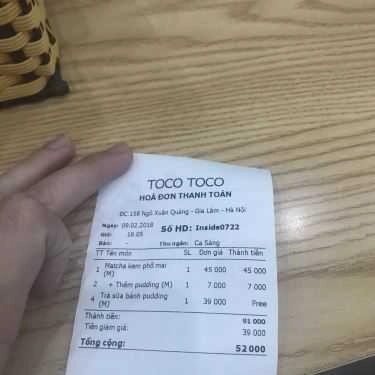 TOCO TOCO
HOÁ ĐƠN THANH TOÁN
ĐC 158 Ngô Xuân Quảng - Gia Lâm - Hà Nội
Ngày: 09.02.2018 Số HD: Inside0722
Giờ: 18.05
Bàn: - Thu ngân: Ca Sáng
TT Tên món SL Đơn giá Thành tiền
1 Matcha kem phô mai (M) 1 45 000 45 000
2 + Thêm pudding (M) 1 7 000 7 000
4 Trà sữa bánh pudding (M) 1 39 000 Free
Thành tiền: 91 000
Tiền giảm giá: 39 000
Tổng cộng: 52 000